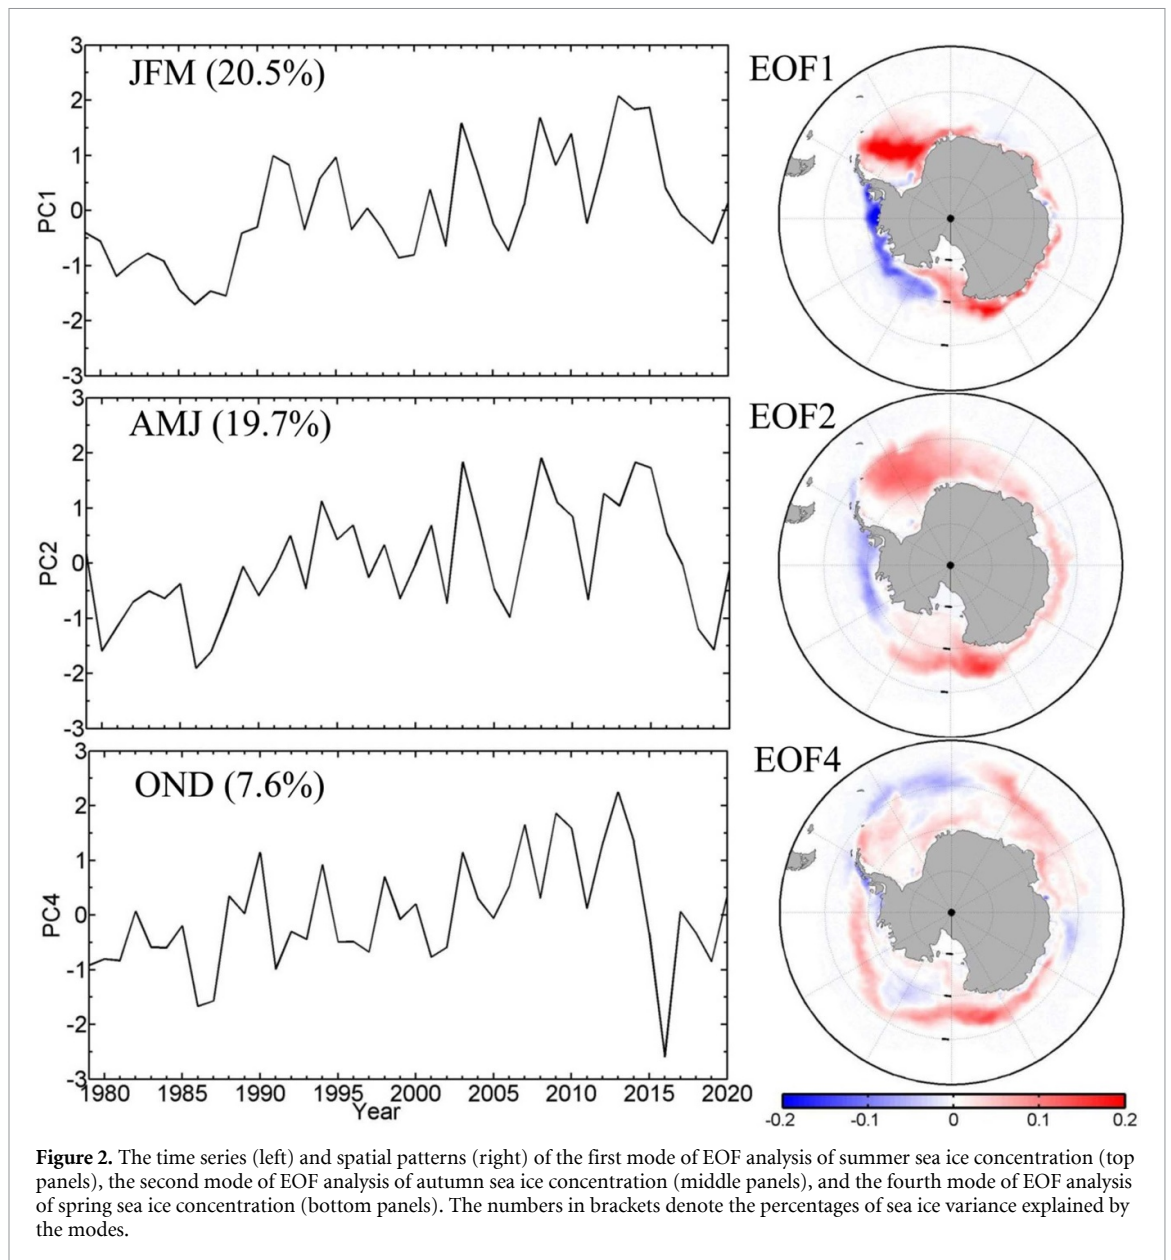 JFM (20.5%)
EOF1
3
2
1
0
-1
-2
-3
PC1
AMJ (19.7%)
EOF2
3
2
1
0
-1
-2
-3
PC2
OND (7.6%)
EOF4
3
2
1
0
-1
-2
-3
PC4
1980 1985 1990 1995 2000 2005 2010 2015 2020
Year
-0.2 -0.1 0 0.1 0.2
Figure 2. The time series (left) and spatial patterns (right) of the first mode of EOF analysis of summer sea ice concentration (top
panels), the second mode of EOF analysis of autumn sea ice concentration (middle panels), and the fourth mode of EOF analysis
of spring sea ice concentration (bottom panels). The numbers in brackets denote the percentages of sea ice variance explained by
the modes.